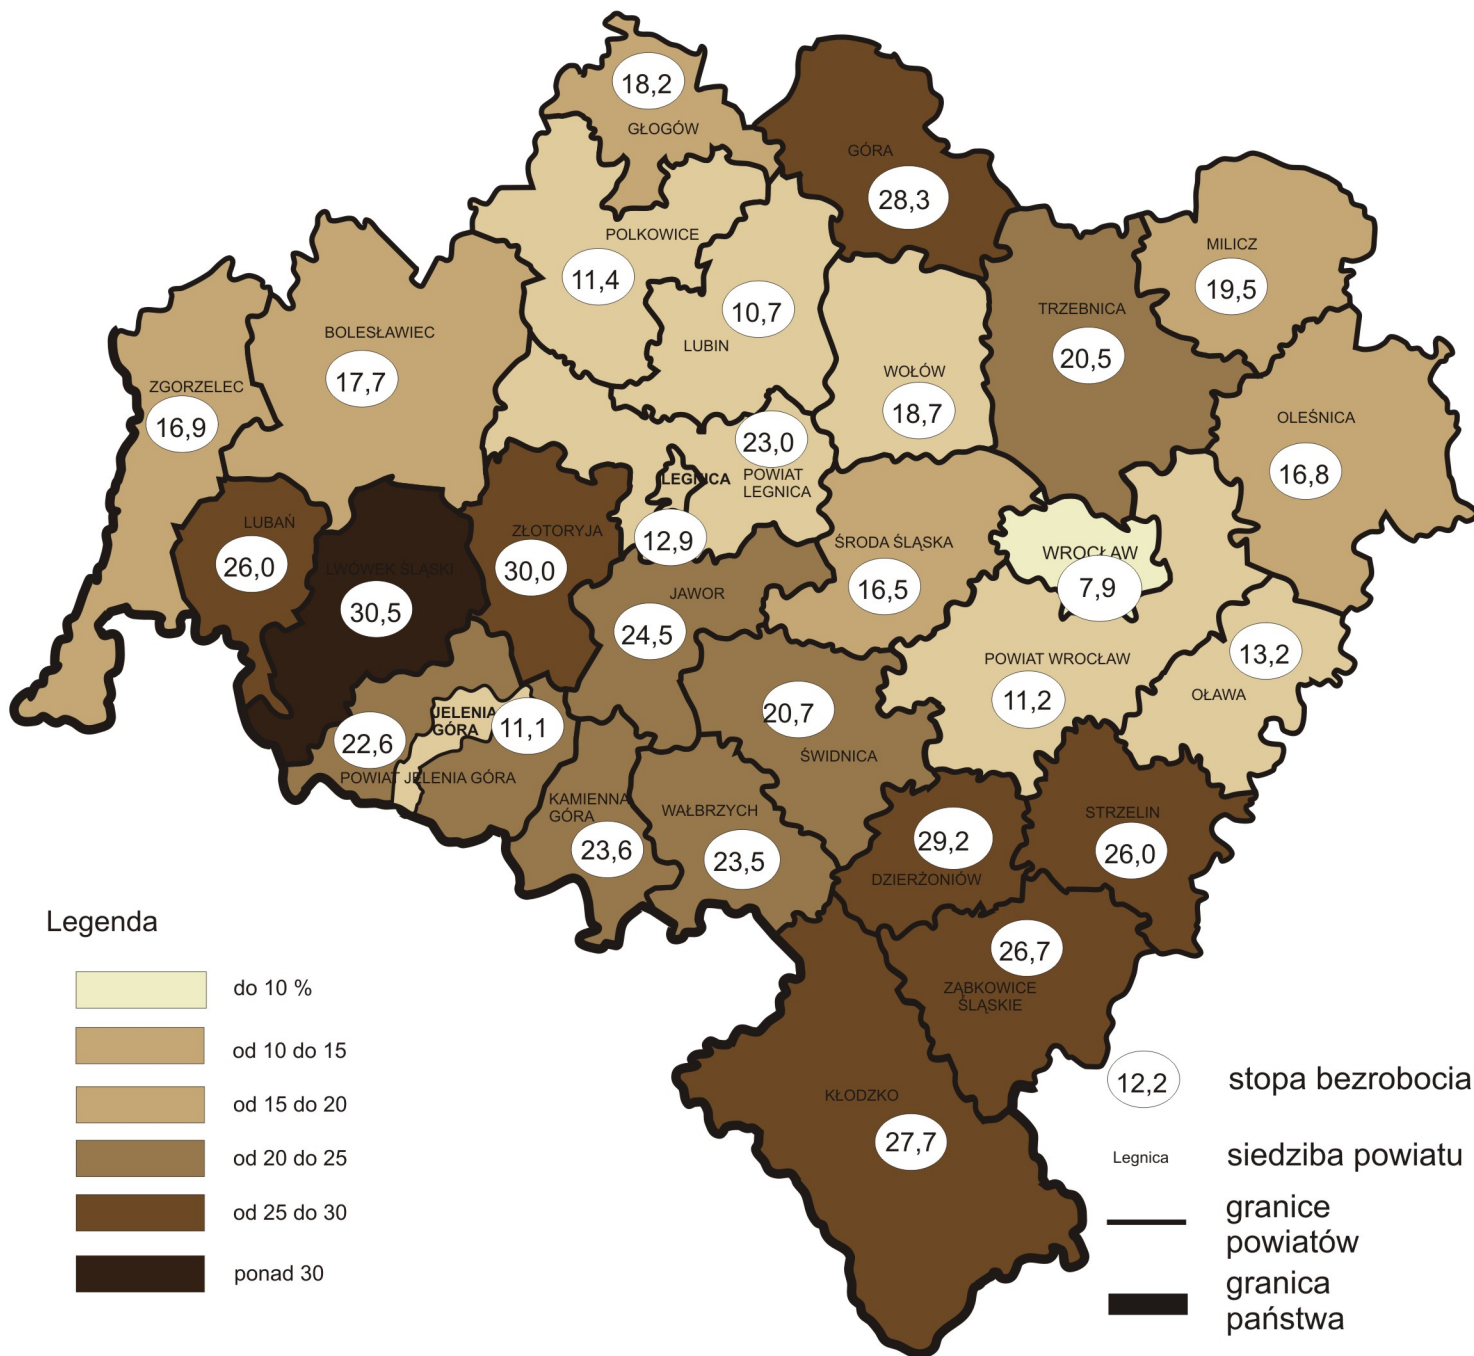 18,2
GŁOGÓW
GÓRA
28,3
POLKOWICE
11,4
MILICZ
19,5
10,7
LUBIN
TRZEBNICA
20,5
BOLESŁAWIEC
17,7
ZGORZELEC
16,9
WOŁÓW
18,7
OLEŚNICA
16,8
23,0
POWIAT
LEGNICA
LEGNICA
12,9
LUBAŃ
26,0
LWÓWEK ŚLĄSKI
30,5
ZŁOTORYJA
30,0
ŚRODA ŚLĄSKA
16,5
WROCŁAW
7,9
JAWOR
24,5
POWIAT WROCŁAW
11,2
13,2
OŁAWA
JELENIA
GÓRA
11,1
22,6
POWIAT JELENIA GÓRA
20,7
ŚWIDNICA
KAMIENNA
GÓRA
23,6
WAŁBRZYCH
23,5
29,2
DZIERŻONIÓW
STRZELIN
26,0
26,7
ZĄBKOWICE
ŚLĄSKIE
KŁODZKO
27,7
Legenda
do 10 %
od 10 do 15
od 15 do 20
od 20 do 25
od 25 do 30
ponad 30
12,2 stopa bezrobocia
Legnica siedziba powiatu
granice
powiatów
granica
państwa